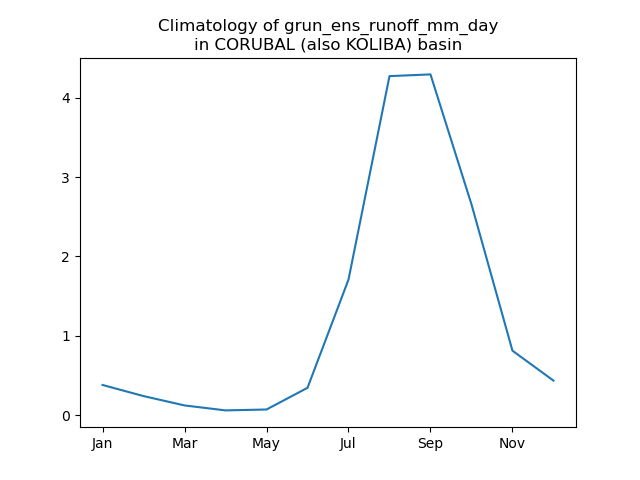 Climatology of grun_ens_runoff_mm_day
in CORUBAL (also KOLIBA) basin
4
3
2
1
0
Jan Mar May Jul Sep Nov